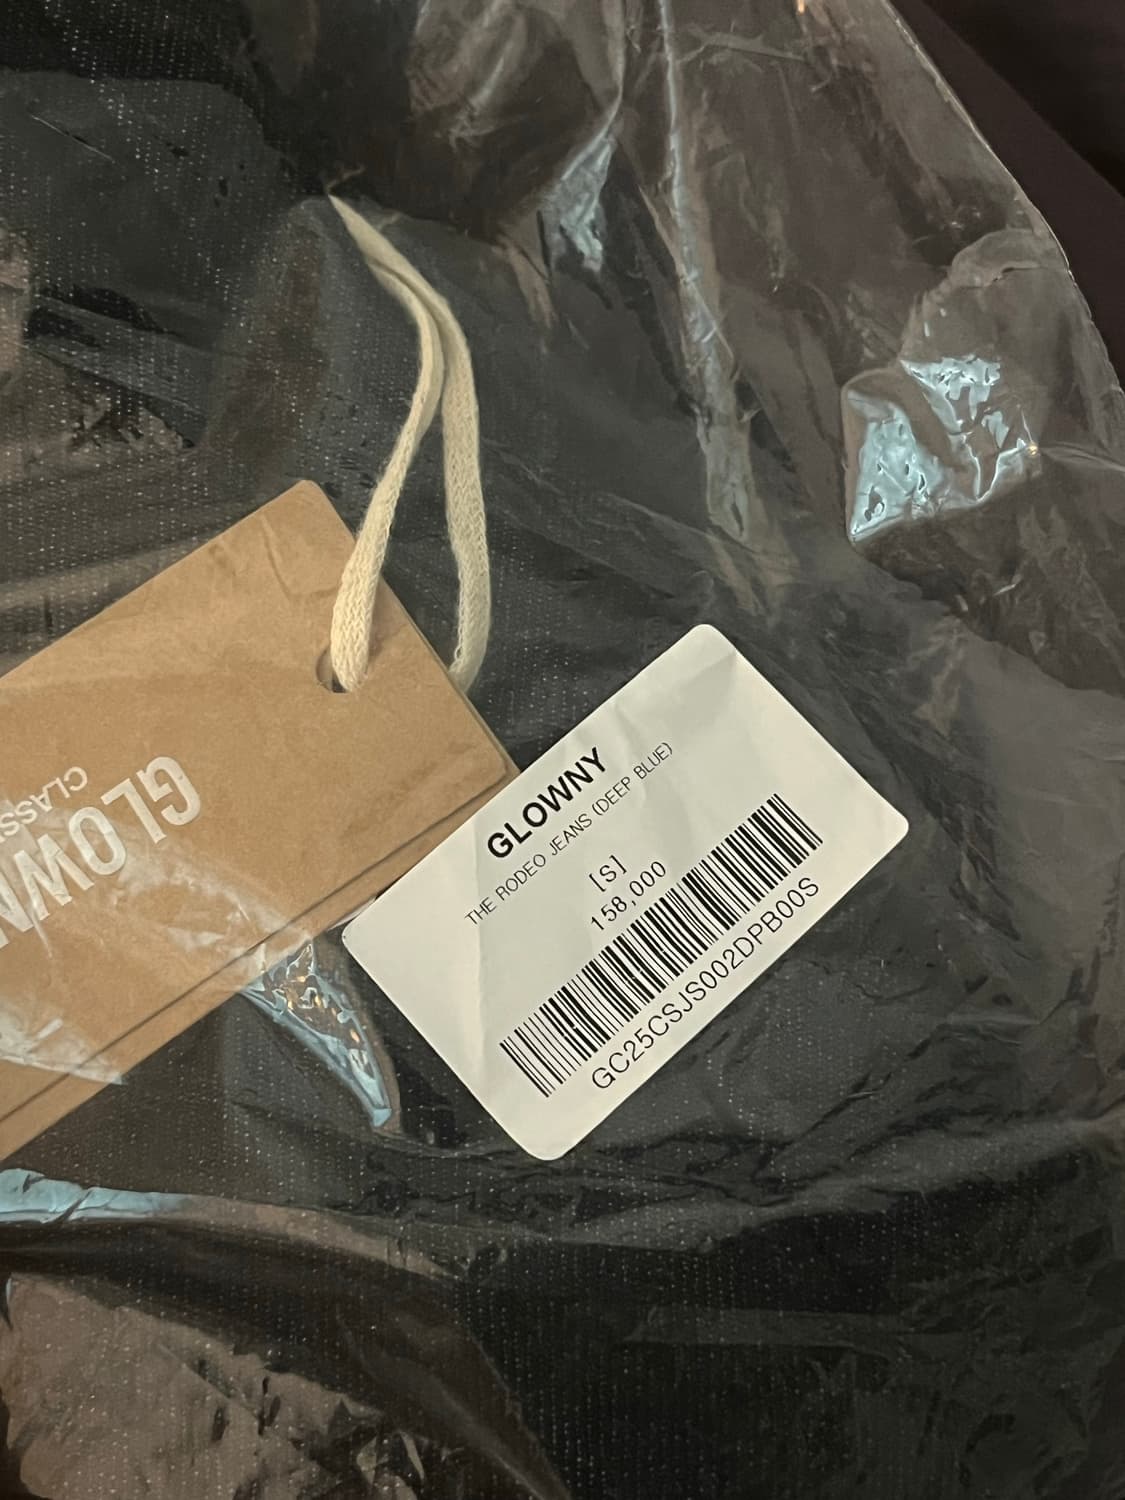 GLOWNY
THE RODEO JEANS (DEEP BLUE)
[S]
158,000
GC25CSJS002DPB00S